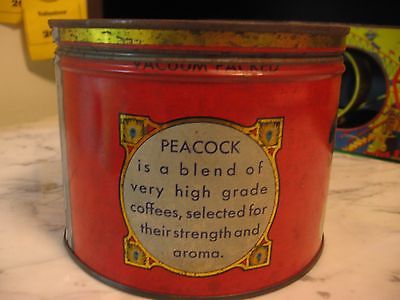 VACUUM PACKED
PEACOCK
is a blend of
very high grade
coffees, selected for
their strength and
aroma.